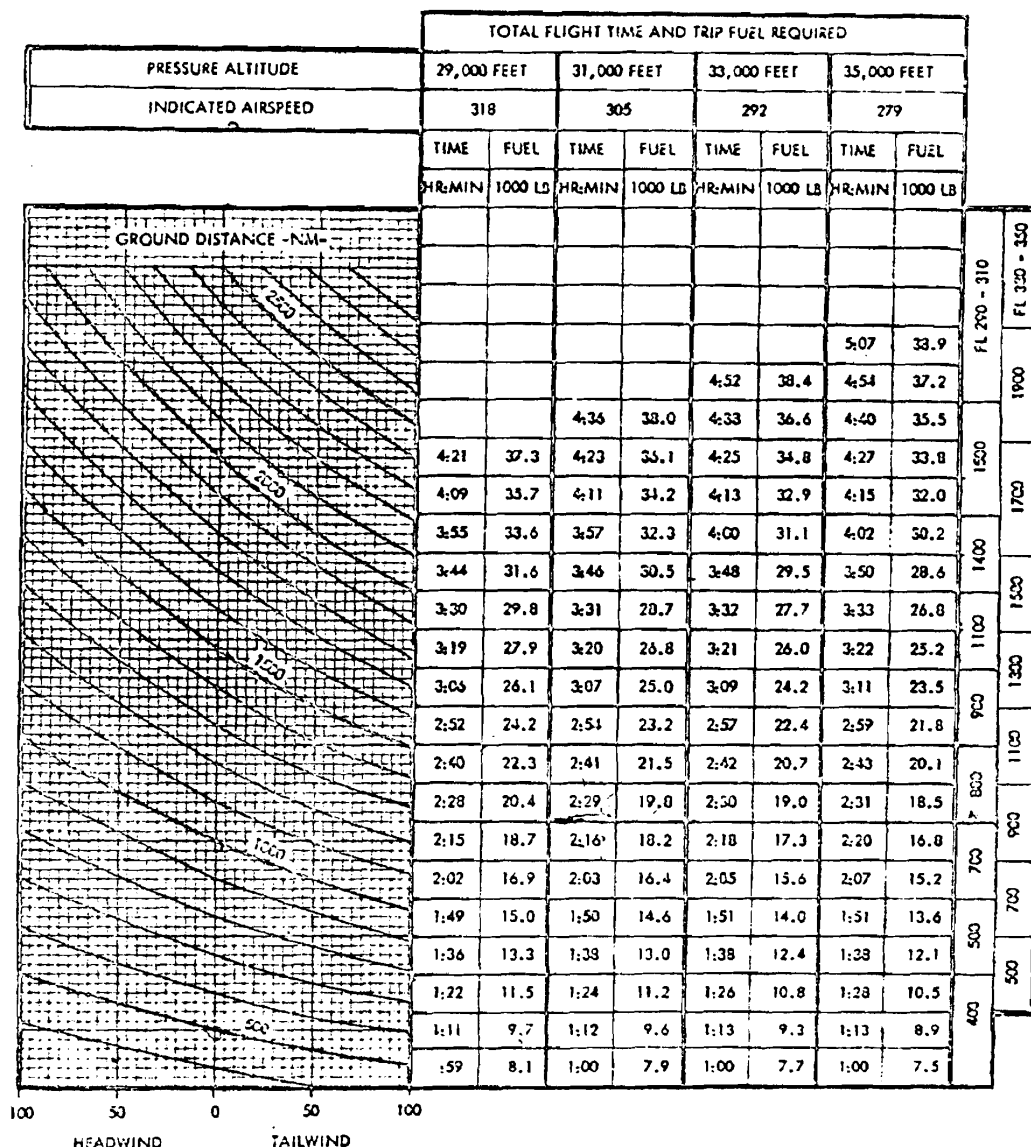 TOTAL FLIGHT TIME AND TRIP FUEL REQUIRED
PRESSURE ALTITUDE 29,000 FEET 31,000 FEET 33,000 FEET 35,000 FEET
INDICATED AIRSPEED 318 305 292 279
TIME FUEL TIME FUEL TIME FUEL TIME FUEL
HR:MIN 1000 LB HR:MIN 1000 LB HR:MIN 1000 LB HR:MIN 1000 LB
GROUND DISTANCE -NM-
2500
2000
1500
1000
500
5:07 38.9
4:52 38.4 4:54 37.2
4:36 38.0 4:33 36.6 4:40 35.5
4:21 37.3 4:23 36.1 4:25 34.8 4:27 33.8
4:09 35.7 4:11 34.2 4:13 32.9 4:15 32.0
3:55 33.6 3:57 32.3 4:00 31.1 4:02 30.2
3:44 31.6 3:46 30.5 3:48 29.5 3:50 28.6
3:30 29.8 3:31 28.7 3:32 27.7 3:33 26.8
3:19 27.9 3:20 26.8 3:21 26.0 3:22 25.2
3:06 26.1 3:07 25.0 3:09 24.2 3:11 23.5
2:52 24.2 2:54 23.2 2:57 22.4 2:59 21.8
2:40 22.3 2:41 21.5 2:42 20.7 2:43 20.1
2:28 20.4 2:29 19.8 2:30 19.0 2:31 18.5
2:15 18.7 2:16 18.2 2:18 17.3 2:20 16.8
2:02 16.9 2:03 16.4 2:05 15.6 2:07 15.2
1:49 15.0 1:50 14.6 1:51 14.0 1:51 13.6
1:36 13.3 1:38 13.0 1:38 12.4 1:38 12.1
1:22 11.5 1:24 11.2 1:26 10.8 1:28 10.5
1:11 9.7 1:12 9.6 1:13 9.3 1:13 8.9
:59 8.1 1:00 7.9 1:00 7.7 1:00 7.5
FL 290 - 310
1500
1400
1100
900
800
700
500
400
FL 330 - 350
1900
1700
1500
1300
1100
900
700
500
100 50 0 50 100
HEADWIND TAILWIND